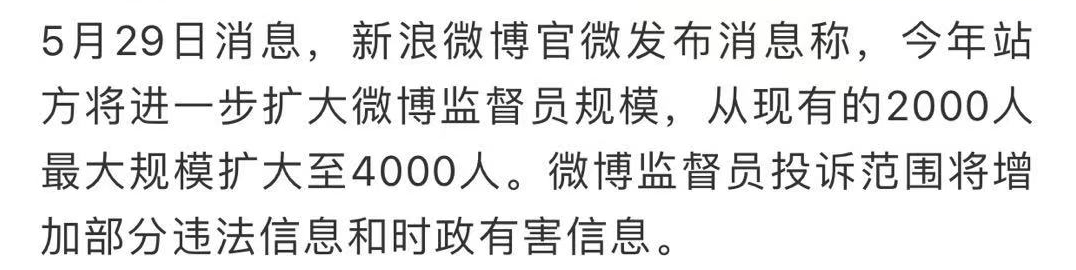 5月29日消息，新浪微博官微发布消息称，今年站
方将进一步扩大微博监督员规模，从现有的2000人
最大规模扩大至4000人。微博监督员投诉范围将增
加部分违法信息和时政有害信息。